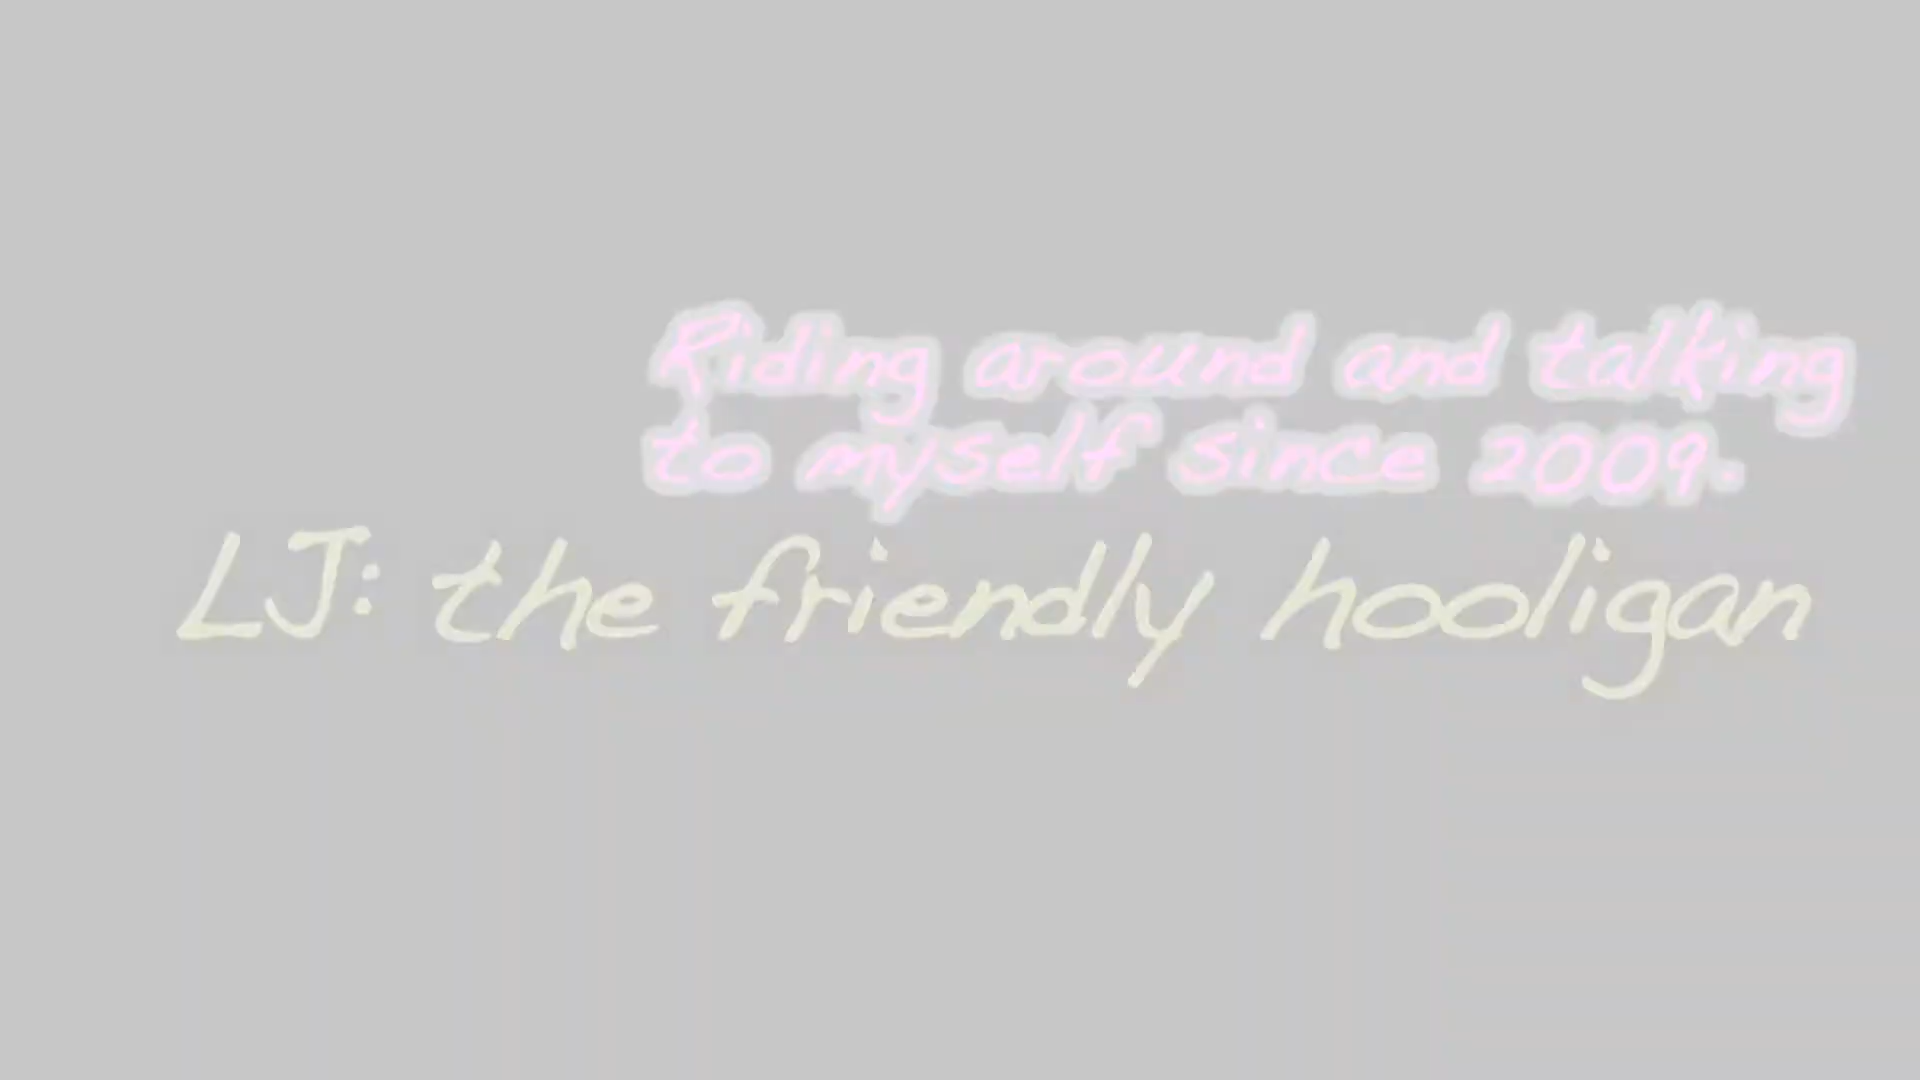 Riding around and talking
to myself since 2009.
LJ: the friendly hooligan